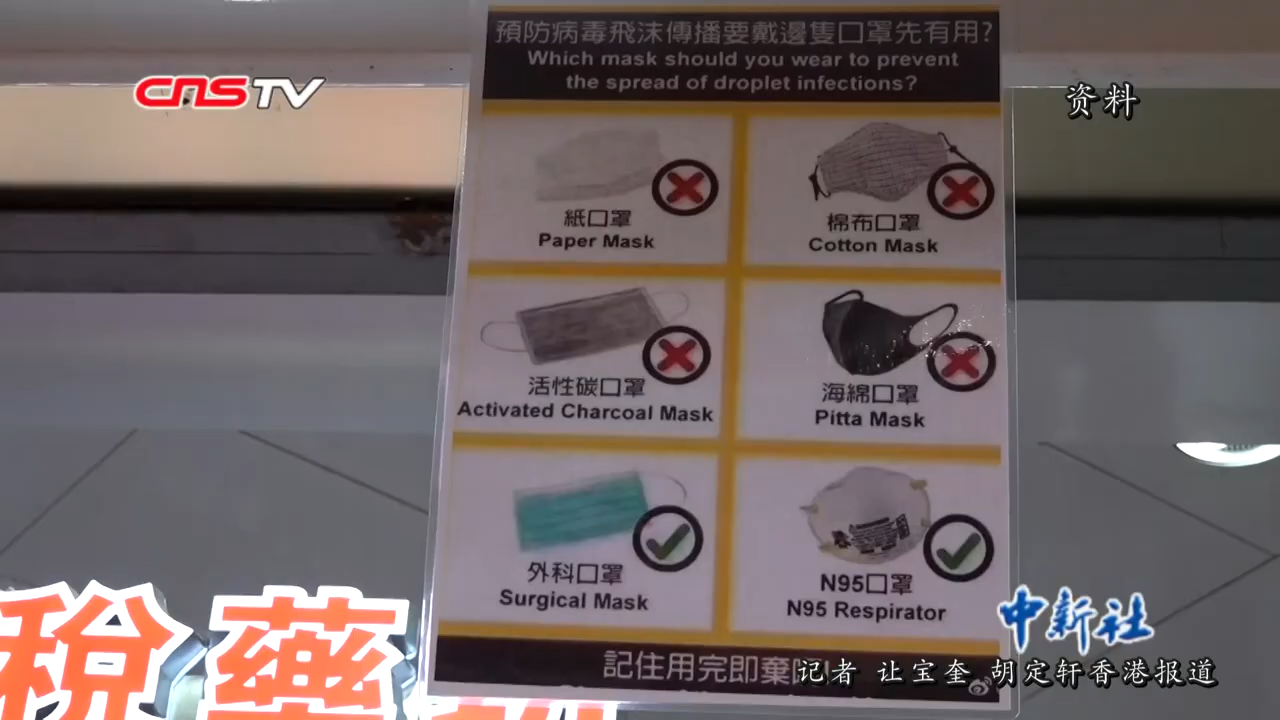 預防病毒飛沫傳播要戴邊隻口罩先有用?
Which mask should you wear to prevent
the spread of droplet infections?
CNSTV
资料
紙口罩
Paper Mask
棉布口罩
Cotton Mask
活性碳口罩
Activated Charcoal Mask
海綿口罩
Pitta Mask
外科口罩
Surgical Mask
N95口罩
N95 Respirator
稅藥
中新社
記住用完即棄
记者 让宝奎 胡定轩香港报道